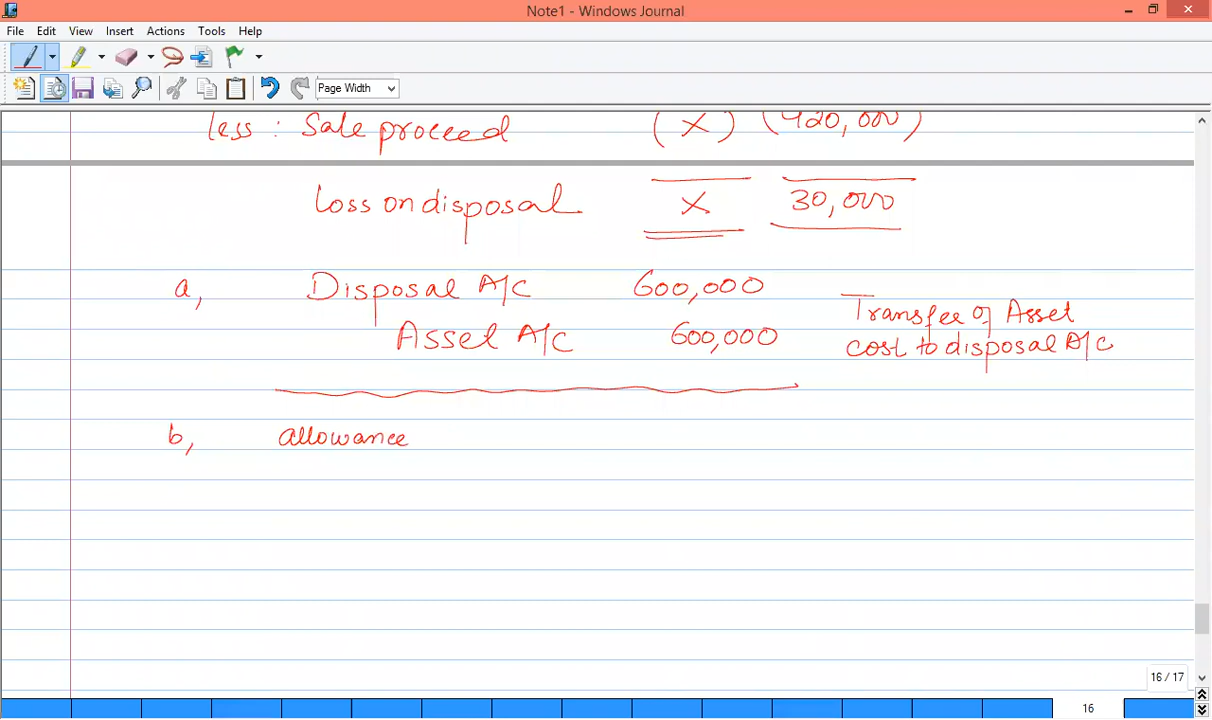 Note1 - Windows Journal
File Edit View Insert Actions Tools Help
Page Width
less : Sale proceed (X) (420,000)
Loss on disposal X 30,000
a, Disposal A/C 600,000
Asset A/C 600,000
Transfer of Asset
cost to disposal A/C
b, allowance
16 / 17
16